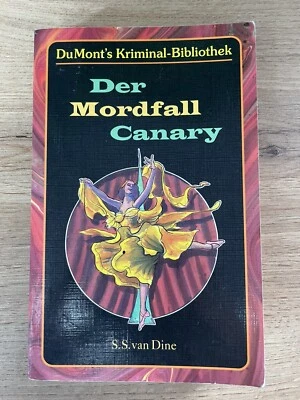 DuMont's Kriminal-Bibliothek
Der
Mordfall
Canary
S.S. van Dine